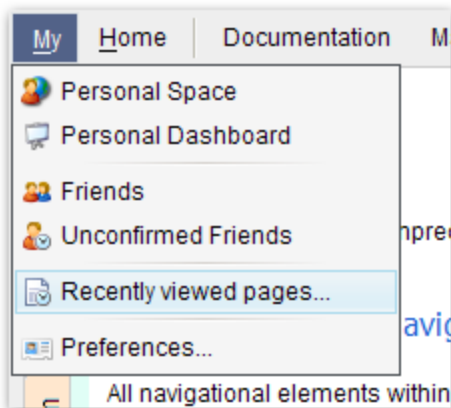 My Home Documentation
Personal Space
Personal Dashboard
Friends
Unconfirmed Friends
Recently viewed pages...
Preferences...
All navigational elements within